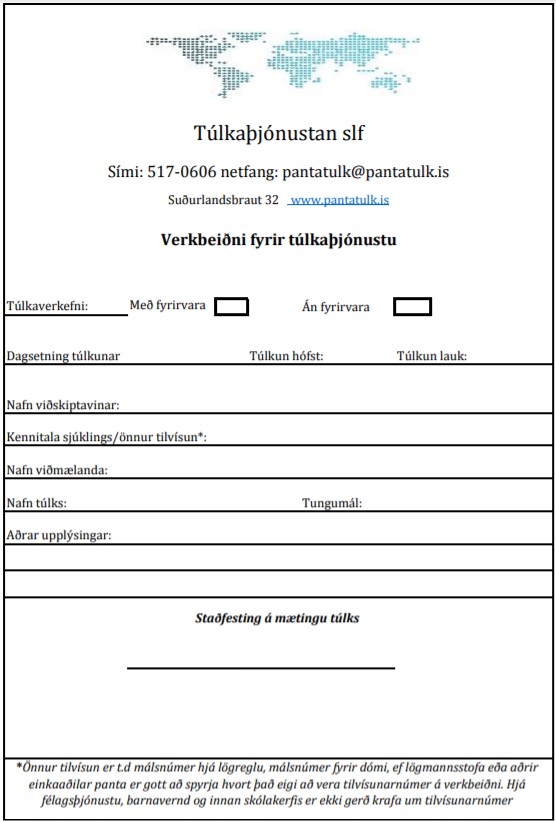 Túlkaþjónustan slf
Sími: 517-0606 netfang: pantatulk@pantatulk.is
Suðurlandsbraut 32 www.pantatulk.is
Verkbeiðni fyrir túlkaþjónustu
Túlkaverkefni: Með fyrirvara Án fyrirvara
Dagsetning túlkunar Túlkun hófst: Túlkun lauk:
Nafn viðskiptavinar:
Kennitala sjúklings/önnur tilvísun*:
Nafn viðmælanda:
Nafn túlks: Tungumál:
Aðrar upplýsingar:
Staðfesting á mætingu túlks
*Önnur tilvísun er t.d málsnúmer hjá lögreglu, málsnúmer fyrir dómi, ef lögmannsstofa eða aðrir
einkaaðilar panta er gott að spyrja hvort það eigi að vera tilvísunarnúmer á verkbeiðni. Hjá
félagsþjónustu, barnavernd og innan skólakerfis er ekki gerð krafa um tilvísunarnúmer